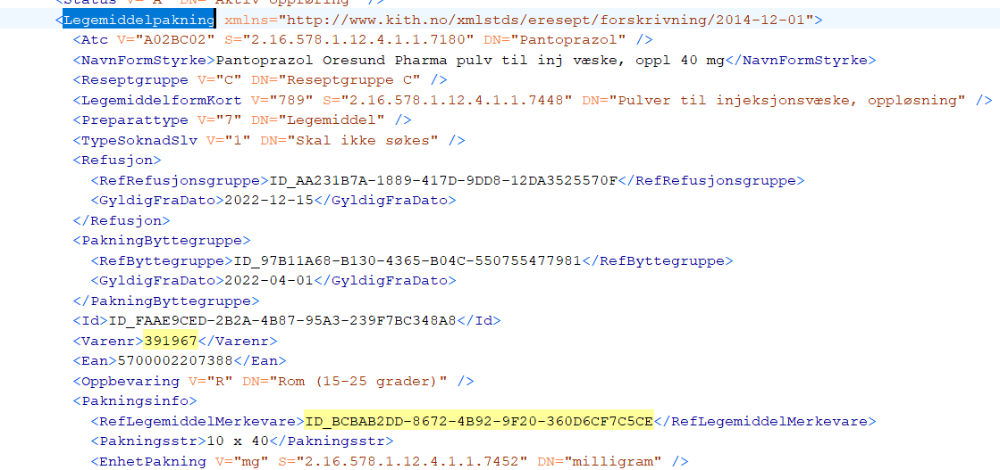 <Status V="A" DN="Aktiv oppføring" />
<Legemiddelpakning xmlns="http://www.kith.no/xmlstds/eresept/forskrivning/2014-12-01">
<Atc V="A02BC02" S="2.16.578.1.12.4.1.1.7180" DN="Pantoprazol" />
<NavnFormStyrke>Pantoprazol Oresund Pharma pulv til inj væske, oppl 40 mg</NavnFormStyrke>
<Reseptgruppe V="C" DN="Reseptgruppe C" />
<LegemiddelformKort V="789" S="2.16.578.1.12.4.1.1.7448" DN="Pulver til injeksjonsvæske, oppløsning" />
<Preparattype V="7" DN="Legemiddel" />
<TypeSoknadSlv V="1" DN="Skal ikke søkes" />
<Refusjon>
<RefRefusjonsgruppe>ID_AA231B7A-1889-417D-9DD8-12DA3525570F</RefRefusjonsgruppe>
<GyldigFraDato>2022-12-15</GyldigFraDato>
</Refusjon>
<PakningByttegruppe>
<RefByttegruppe>ID_97B11A68-B130-4365-B04C-550755477981</RefByttegruppe>
<GyldigFraDato>2022-04-01</GyldigFraDato>
</PakningByttegruppe>
<Id>ID_FAAE9CED-2B2A-4B87-95A3-239F7BC348A8</Id>
<Varenr>391967</Varenr>
<Ean>5700002207388</Ean>
<Oppbevaring V="R" DN="Rom (15-25 grader)" />
<Pakningsinfo>
<RefLegemiddelMerkevare>ID_BCBAB2DD-8672-4B92-9F20-360D6CF7C5CE</RefLegemiddelMerkevare>
<Pakningsstr>10 x 40</Pakningsstr>
<EnhetPakning V="mg" S="2.16.578.1.12.4.1.1.7452" DN="milligram" />